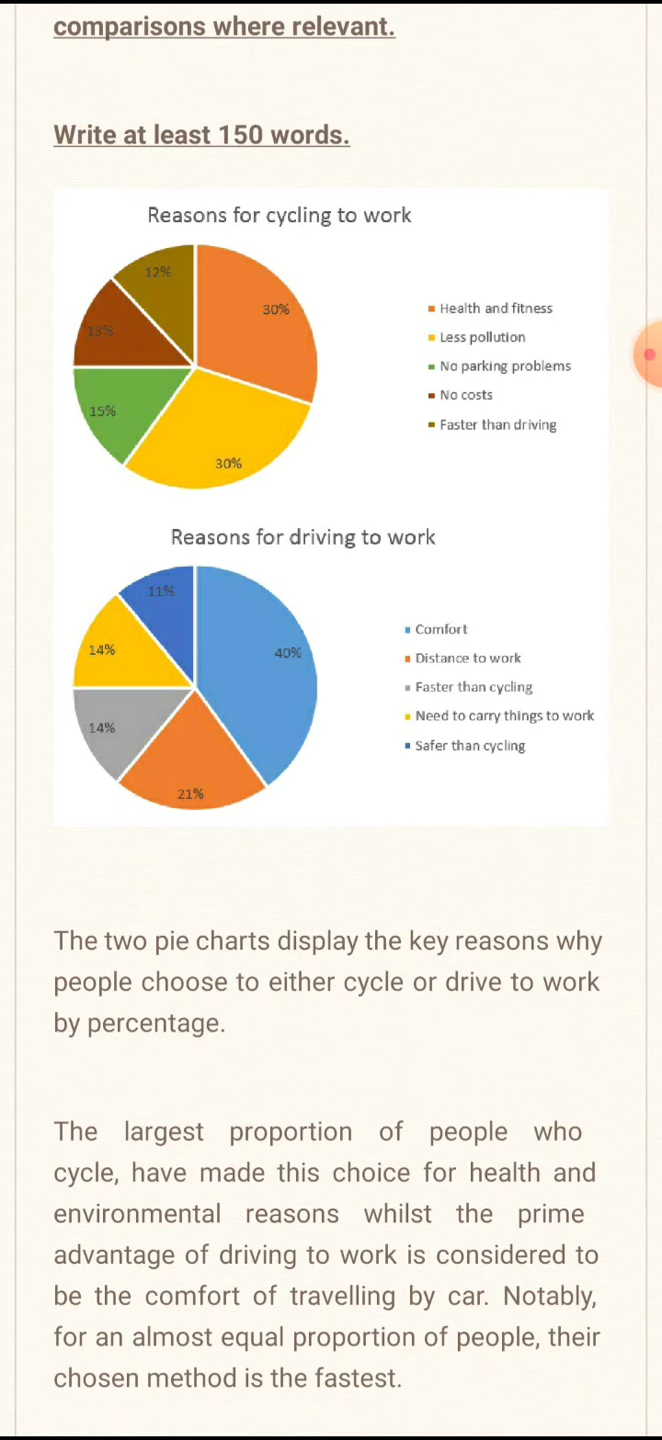 comparisons where relevant.
Write at least 150 words.
Reasons for cycling to work
12%
30%
13%
15%
30%
Health and fitness
Less pollution
No parking problems
No costs
Faster than driving
Reasons for driving to work
11%
40%
14%
14%
21%
Comfort
Distance to work
Faster than cycling
Need to carry things to work
Safer than cycling
The two pie charts display the key reasons why
people choose to either cycle or drive to work
by percentage.
The largest proportion of people who
cycle, have made this choice for health and
environmental reasons whilst the prime
advantage of driving to work is considered to
be the comfort of travelling by car. Notably,
for an almost equal proportion of people, their
chosen method is the fastest.